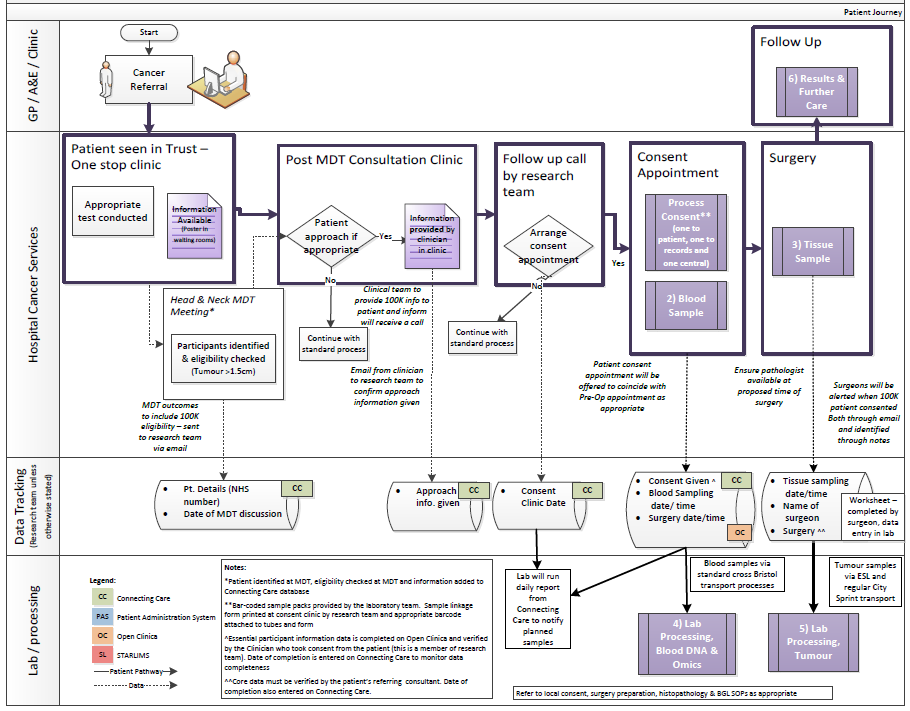 Patient Journey
GP / A&E / Clinic
Start
Cancer
Referral
Follow Up
6) Results &
Further
Care
Hospital Cancer Services
Patient seen in Trust –
One stop clinic
Appropriate
test conducted
Information
Available
(Poster in
waiting rooms)
Post MDT Consultation Clinic
Patient
approach if
appropriate
Yes
No
Information
provided by
clinician
in clinic
Follow up call
by research
team
Arrange
consent
appointment
Yes
No
Consent
Appointment
Process
Consent**
(one to
patient, one to
records and
one central)
2) Blood
Sample
Surgery
3) Tissue
Sample
Head & Neck MDT
Meeting*
Participants identified
& eligibility checked
(Tumour >1.5cm)
Continue with
standard process
Clinical team to
provide 100K info to
patient and inform
will receive a call
Continue with
standard process
Email from clinician
to research team to
confirm approach
information given
MDT outcomes
to include 100K
eligibility – sent
to research team
via email
Patient consent
appointment will be
offered to coincide with
Pre-Op appointment as
appropriate
Ensure pathologist
available at
proposed time of
surgery
Surgeons will be
alerted when 100K
patient consented
Both through email
and identified
through notes
Data Tracking
(Research team unless
otherwise stated)
• Pt. Details (NHS
number)
• Date of MDT discussion
CC
• Approach
info. given
CC
• Consent
Clinic Date
CC
• Consent Given ^
• Blood Sampling
date/ time
• Surgery date/time
CC
OC
• Tissue sampling
date/time
• Name of
surgeon
• Surgery ^^
Worksheet –
completed by
surgeon, data
entry in lab
Lab / processing
Legend:
CC Connecting Care
PAS Patient Administration System
OC Open Clinica
SL STARLIMS
Patient Pathway
Data
Notes:
*Patient identified at MDT, eligibility checked at MDT and information added to
Connecting Care database
**Bar-coded sample packs provided by the laboratory team. Sample linkage
form printed at consent clinic by research team and appropriate barcode
attached to tubes and form
^Essential participant information data is completed on Open Clinica and verified
by the Clinician who took consent from the patient (this is a member of research
team). Date of completion is entered on Connecting Care to monitor data
completeness
^^Core data must be verified by the patient's referring consultant. Date of
completion also entered on Connecting Care.
Lab will run
daily report
from
Connecting
Care to notify
planned
samples
Blood samples via
standard cross Bristol
transport processes
Tumour samples
via ESL and
regular City
Sprint transport
4) Lab
Processing,
Blood DNA &
Omics
5) Lab
Processing,
Tumour
Refer to local consent, surgery preparation, histopathology & BGL SOPs as appropriate